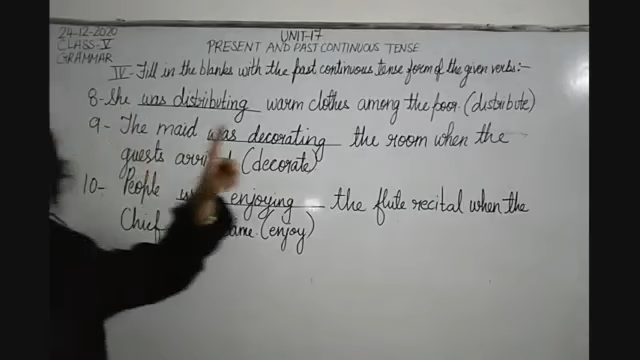 24-12-2020
CLASS-V
GRAMMAR
UNIT-17
PRESENT AND PAST CONTINUOUS TENSE
IV- Fill in the blanks with the past continuous tense form of the given verbs:-
8- She was distributing warm clothes among the poor. (distribute)
9- The maid was decorating the room when the
guests (decorate)
10- People enjoying the flute recital when the
Chief (enjoy)